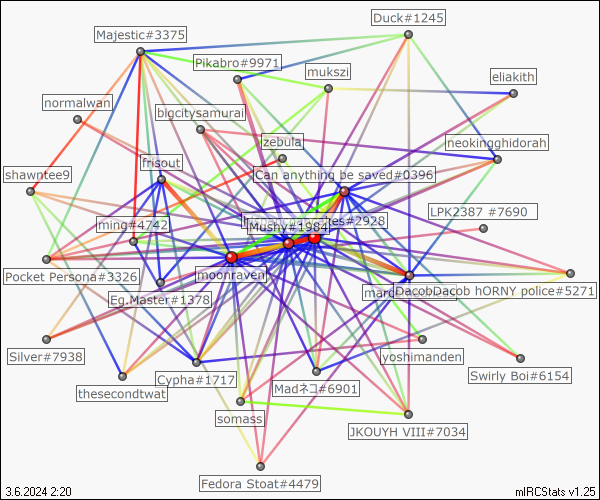 Duck#1245
Majestic#3375
Pikabro#9971
mukszi
eliakith
normalwan
bigcitysamurai
zebula
neokingghidorah
frisout
shawntee9
Can anything be saved#0396
LPK2387 #7690
ming#4742
Mushy#1984
es#2928
moonraven
Pocket Persona#3326
DacobDacob hORNY police#5271
Eg.Master#1378
Silver#7938
yoshimanden
Swirly Boi#6154
Cypha#1717
Madネコ#6901
thesecondtwat
somass
JKOUYH VIII#7034
Fedora Stoat#4479
3.6.2024 2:20
mIRCStats v1.25